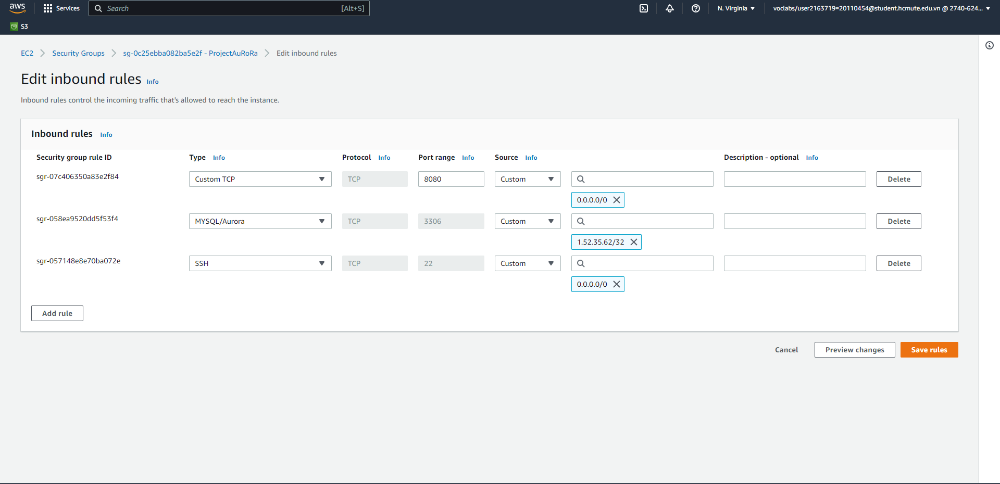 aws Services Search [Alt+S] N. Virginia voclabs/user2163719=20110454@student.hcmute.edu.vn @ 2740-624...
S3
EC2 Security Groups sg-0c25ebba082ba5e2f - ProjectAuRoRa Edit inbound rules
Edit inbound rules Info
Inbound rules control the incoming traffic that's allowed to reach the instance.
Inbound rules Info
Security group rule ID Type Info Protocol Info Port range Info Source Info Description - optional Info
sgr-07c406350a83e2f84 Custom TCP TCP 8080 Custom Delete
0.0.0.0/0
sgr-058ea9520dd5f53f4 MYSQL/Aurora TCP 3306 Custom Delete
1.52.35.62/32
sgr-057148e8e70ba072e SSH TCP 22 Custom Delete
0.0.0.0/0
Add rule
Cancel Preview changes Save rules